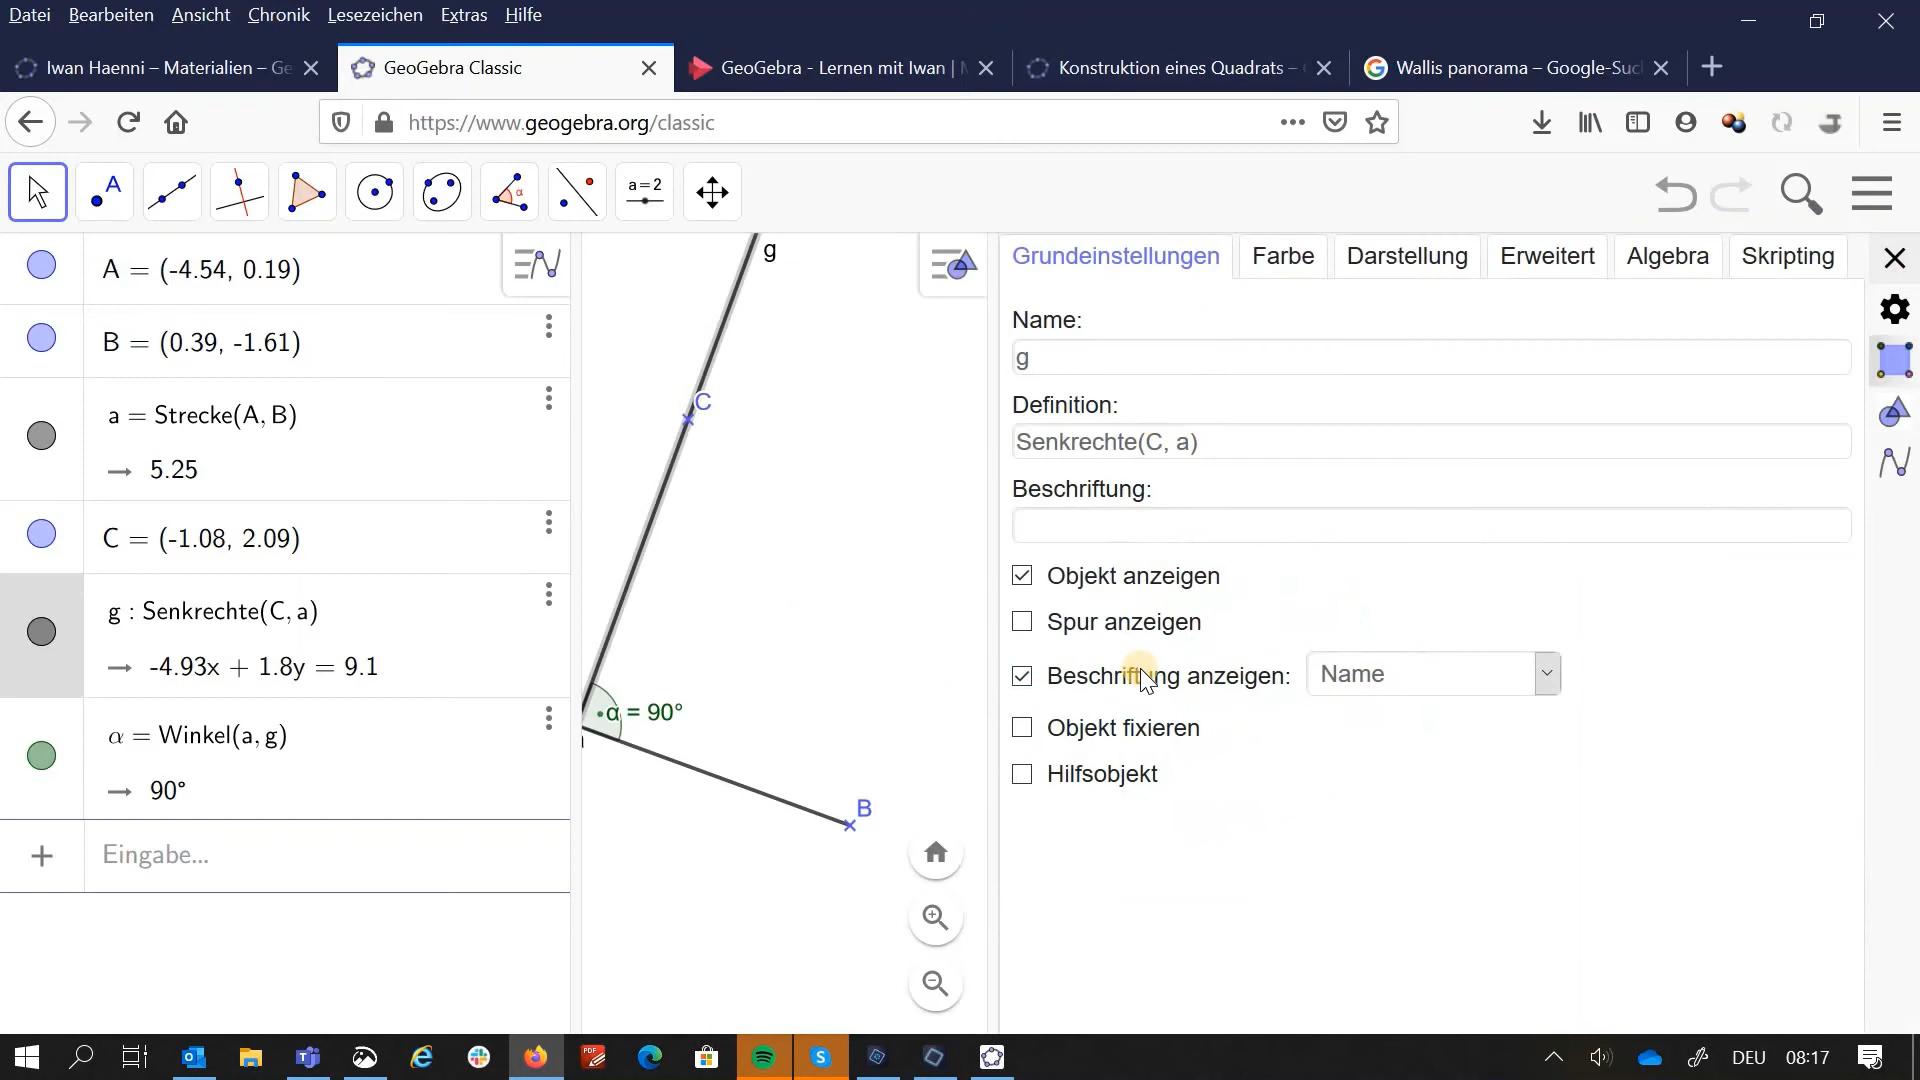 Datei Bearbeiten Ansicht Chronik Lesezeichen Extras Hilfe
Iwan Haenni – Materialien – Ge
GeoGebra Classic
GeoGebra - Lernen mit Iwan |
Konstruktion eines Quadrats –
Wallis panorama – Google-Suc
https://www.geogebra.org/classic
A
α
a=2
A = (-4.54, 0.19)
B = (0.39, -1.61)
a = Strecke(A, B)
→ 5.25
C = (-1.08, 2.09)
g : Senkrechte(C, a)
→ -4.93x + 1.8y = 9.1
α = Winkel(a, g)
→ 90°
+ Eingabe...
g
C
α = 90°
B
Grundeinstellungen Farbe Darstellung Erweitert Algebra Skripting
Name:
g
Definition:
Senkrechte(C, a)
Beschriftung:
Objekt anzeigen
Spur anzeigen
Beschriftung anzeigen: Name
Objekt fixieren
Hilfsobjekt
PDF
DEU 08:17